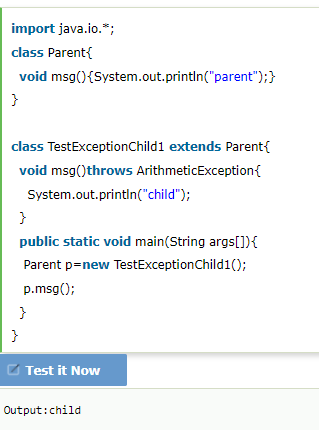 import java.io.*;
class Parent{
  void msg(){System.out.println("parent");}
}

class TestExceptionChild1 extends Parent{
  void msg()throws ArithmeticException{
    System.out.println("child");
  }
  public static void main(String args[]){
   Parent p=new TestExceptionChild1();
   p.msg();
  }
}
Test it Now
Output:child